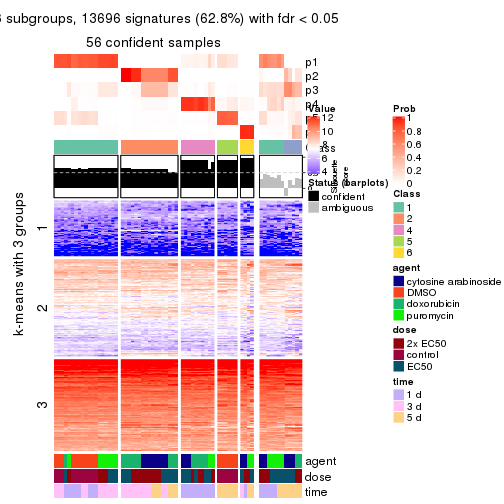 subgroups, 13696 signatures (62.8%) with fdr < 0.05
56 confident samples
p1
p2
p3
p4
Value
12
10
6
4
Status (barplots)
confident
ambiguous
Silhouette
score
Prob
1
0.8
0.6
0.4
0.2
0
Class
1
2
4
5
6
agent
cytosine arabinoside
DMSO
doxorubicin
puromycin
dose
2x EC50
control
EC50
time
1 d
3 d
5 d
k-means with 3 groups
1
2
3
agent
dose
time